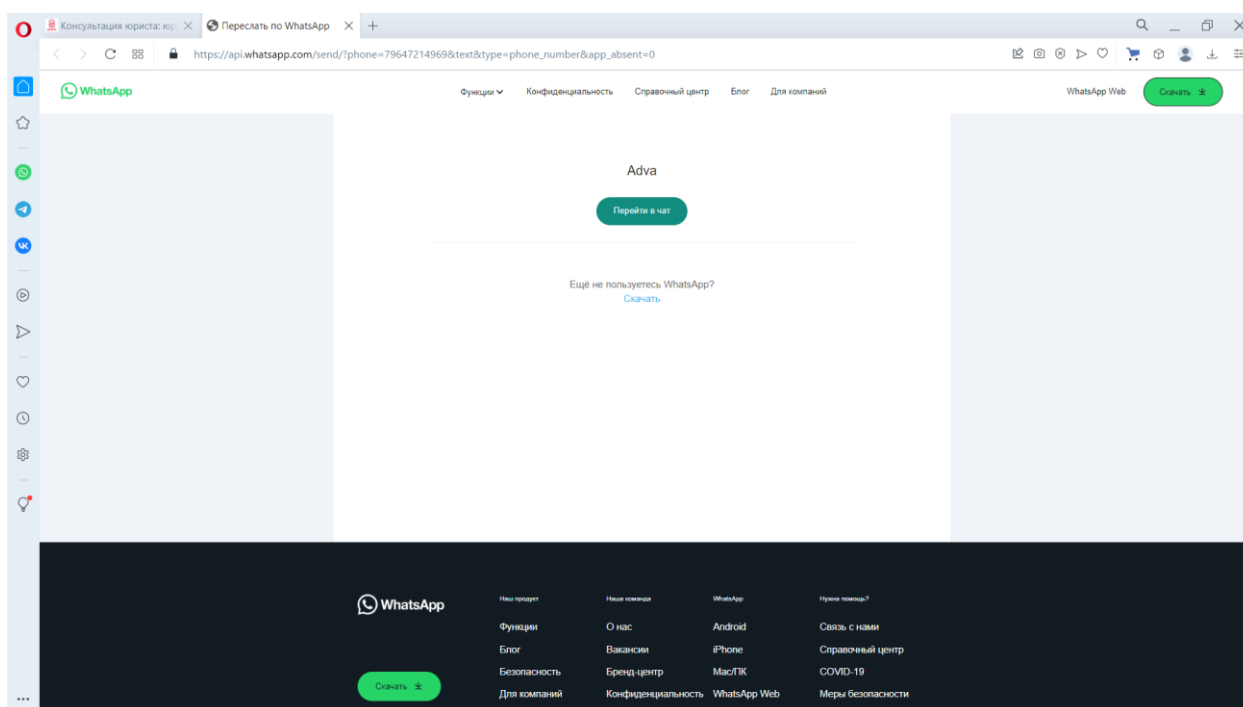 Консультация юриста: юр
Переслать по WhatsApp
https://api.whatsapp.com/send/?phone=79647214969&text&type=phone_number&app_absent=0
WhatsApp
Функции
Конфиденциальность
Справочный центр
Блог
Для компаний
WhatsApp Web
Скачать
Adva
Перейти в чат
Ещё не пользуетесь WhatsApp?
Скачать
WhatsApp
Скачать
Наш продукт
Функции
Блог
Безопасность
Для компаний
Наша команда
О нас
Вакансии
Бренд-центр
Конфиденциальность
WhatsApp
Android
iPhone
Mac/ПК
WhatsApp Web
Нужна помощь?
Связь с нами
Справочный центр
COVID-19
Меры безопасности